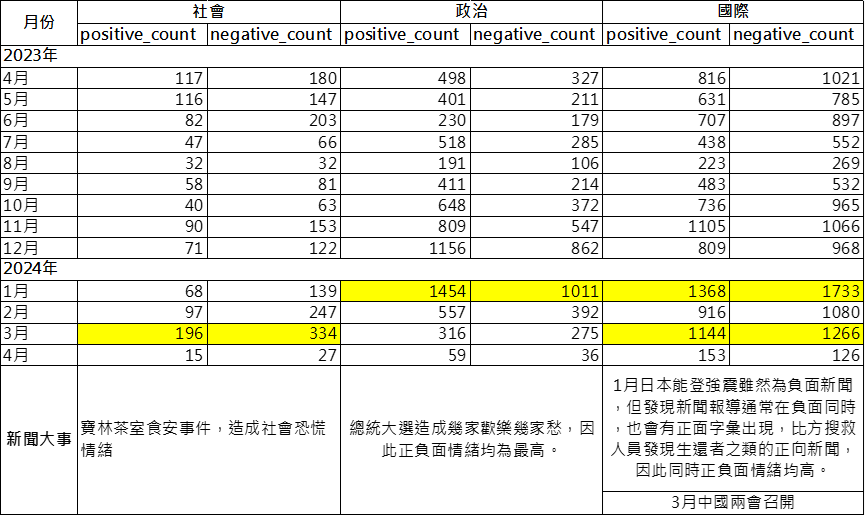 月份 社會 政治 國際
positive_count negative_count positive_count negative_count positive_count negative_count
2023年
4月 117 180 498 327 816 1021
5月 116 147 401 211 631 785
6月 82 203 230 179 707 897
7月 47 66 518 285 438 552
8月 32 32 191 106 223 269
9月 58 81 411 214 483 532
10月 40 63 648 372 736 965
11月 90 153 809 547 1105 1066
12月 71 122 1156 862 809 968
2024年
1月 68 139 1454 1011 1368 1733
2月 97 247 557 392 916 1080
3月 196 334 316 275 1144 1266
4月 15 27 59 36 153 126
新聞大事
寶林茶室食安事件，造成社會恐慌
情緒
總統大選造成幾家歡樂幾家愁，因
此正負面情緒均為最高。
1月日本能登強震雖然為負面新聞
，但發現新聞報導通常在負面同時
，也會有正面字彙出現，比方搜救
人員發現生還者之類的正向新聞，
因此同時正負面情緒均高。
3月中國兩會召開